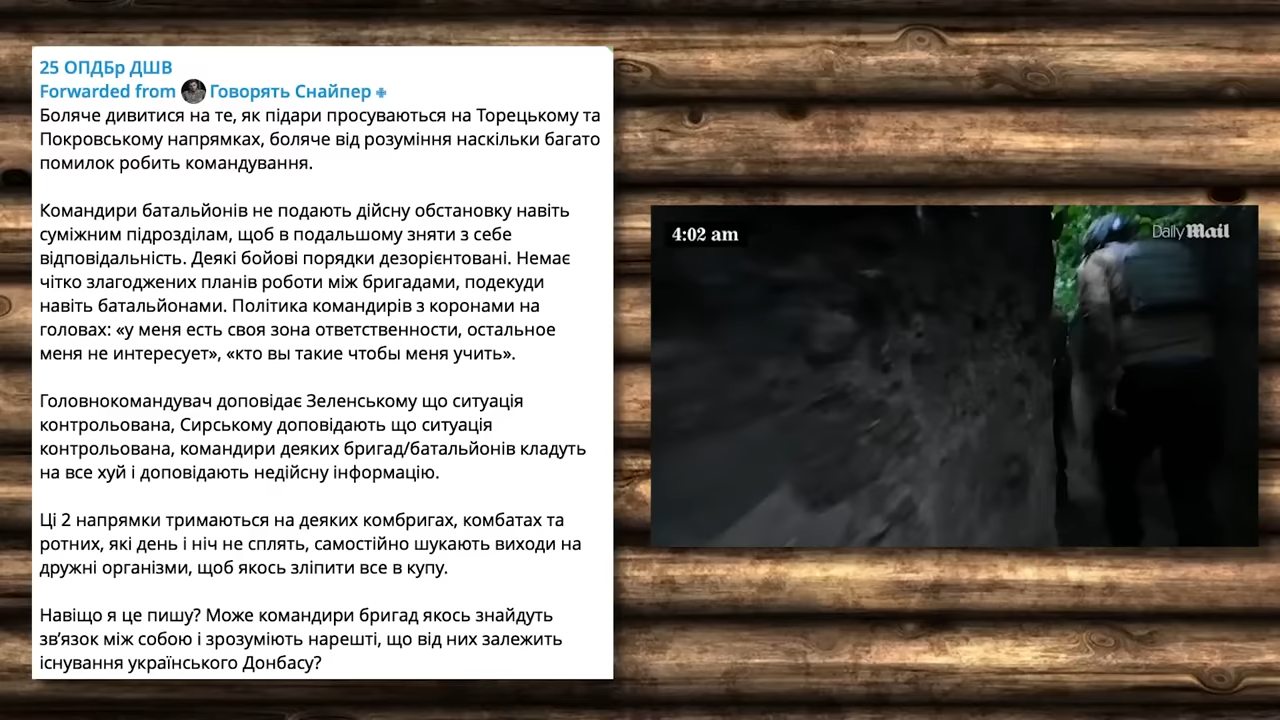 25 ОПДБр ДШВ
Forwarded from Говорять Снайпер
Боляче дивитися на те, як підари просуваються на Торецькому та
Покровському напрямках, боляче від розуміння наскільки багато
помилок робить командування.
Командири батальйонів не подають дійсну обстановку навіть
суміжним підрозділам, щоб в подальшому зняти з себе
відповідальність. Деякі бойові порядки дезорієнтовані. Немає
чітко злагоджених планів роботи між бригадами, подекуди
навіть батальйонами. Політика командирів з коронами на
головах: «у меня есть своя зона ответственности, остальное
меня не интересует», «кто вы такие чтобы меня учить».
Головнокомандувач доповідає Зеленському що ситуація
контрольована, Сирському доповідають що ситуація
контрольована, командири деяких бригад/батальйонів кладуть
на все хуй і доповідають недійсну інформацію.
Ці 2 напрямки тримаються на деяких комбригах, комбатах та
ротних, які день і ніч не сплять, самостійно шукають виходи на
дружні організми, щоб якось зліпити все в купу.
Навіщо я це пишу? Може командири бригад якось знайдуть
зв’язок між собою і зрозуміють нарешті, що від них залежить
існування українського Донбасу?
4:02 am
Daily Mail